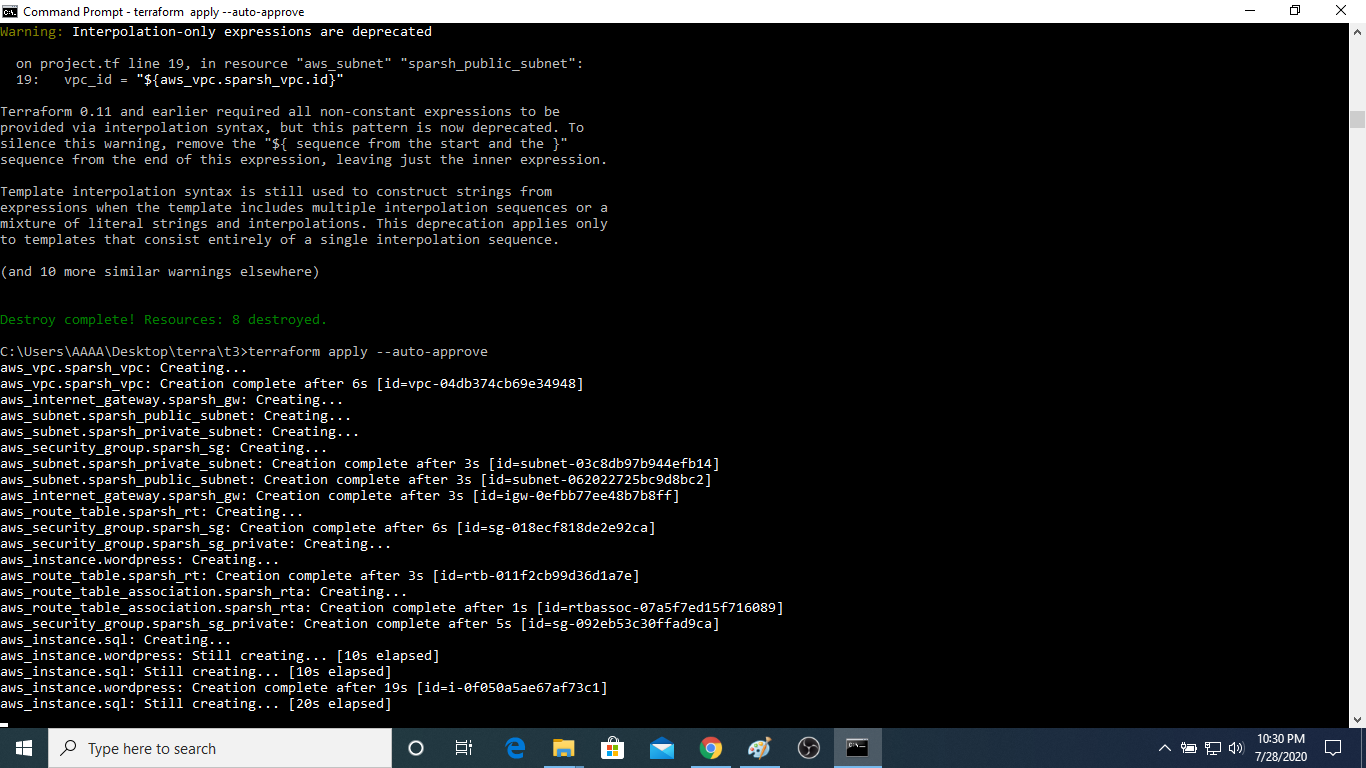 Command Prompt - terraform  apply --auto-approve
Warning: Interpolation-only expressions are deprecated
  on project.tf line 19, in resource "aws_subnet" "sparsh_public_subnet":
  19:   vpc_id = "${aws_vpc.sparsh_vpc.id}"
Terraform 0.11 and earlier required all non-constant expressions to be
provided via interpolation syntax, but this pattern is now deprecated. To
silence this warning, remove the "${ sequence from the start and the }"
sequence from the end of this expression, leaving just the inner expression.
Template interpolation syntax is still used to construct strings from
expressions when the template includes multiple interpolation sequences or a
mixture of literal strings and interpolations. This deprecation applies only
to templates that consist entirely of a single interpolation sequence.
(and 10 more similar warnings elsewhere)
Destroy complete! Resources: 8 destroyed.
C:\Users\AAAA\Desktop\terra\t3>terraform apply --auto-approve
aws_vpc.sparsh_vpc: Creating...
aws_vpc.sparsh_vpc: Creation complete after 6s [id=vpc-04db374cb69e34948]
aws_internet_gateway.sparsh_gw: Creating...
aws_subnet.sparsh_public_subnet: Creating...
aws_subnet.sparsh_private_subnet: Creating...
aws_security_group.sparsh_sg: Creating...
aws_subnet.sparsh_private_subnet: Creation complete after 3s [id=subnet-03c8db97b944efb14]
aws_subnet.sparsh_public_subnet: Creation complete after 3s [id=subnet-062022725bc9d8bc2]
aws_internet_gateway.sparsh_gw: Creation complete after 3s [id=igw-0efbb77ee48b7b8ff]
aws_route_table.sparsh_rt: Creating...
aws_security_group.sparsh_sg: Creation complete after 6s [id=sg-018ecf818de2e92ca]
aws_security_group.sparsh_sg_private: Creating...
aws_instance.wordpress: Creating...
aws_route_table.sparsh_rt: Creation complete after 3s [id=rtb-011f2cb99d36d1a7e]
aws_route_table_association.sparsh_rta: Creating...
aws_route_table_association.sparsh_rta: Creation complete after 1s [id=rtbassoc-07a5f7ed15f716089]
aws_security_group.sparsh_sg_private: Creation complete after 5s [id=sg-092eb53c30ffad9ca]
aws_instance.sql: Creating...
aws_instance.wordpress: Still creating... [10s elapsed]
aws_instance.sql: Still creating... [10s elapsed]
aws_instance.wordpress: Creation complete after 19s [id=i-0f050a5ae67af73c1]
aws_instance.sql: Still creating... [20s elapsed]
Type here to search
10:30 PM
7/28/2020